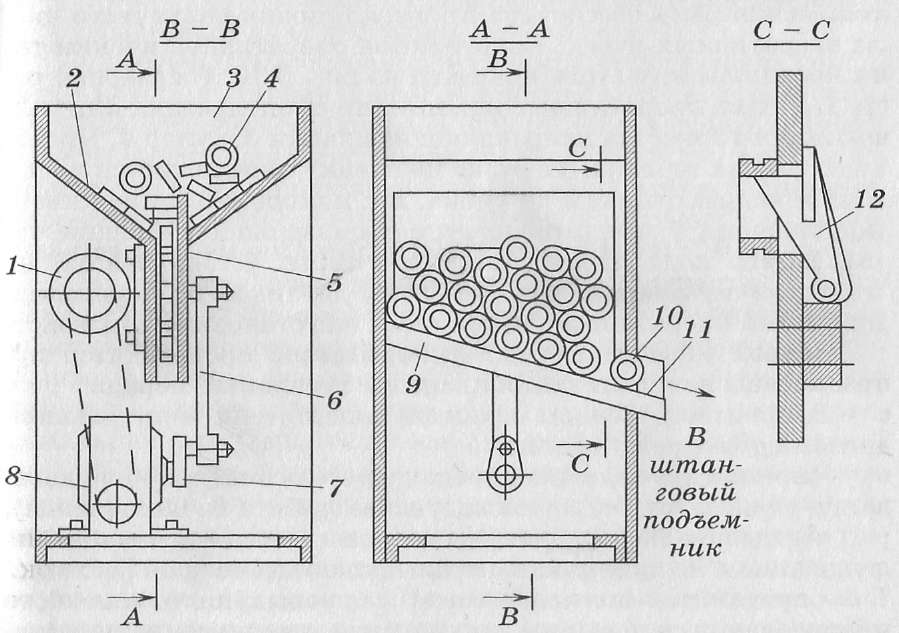 B – B
A – A
C – C
A
B
2
3
4
C
12
1
5
10
11
9
6
B
штан-
говый
подъем-
ник
C
8
7
A
B